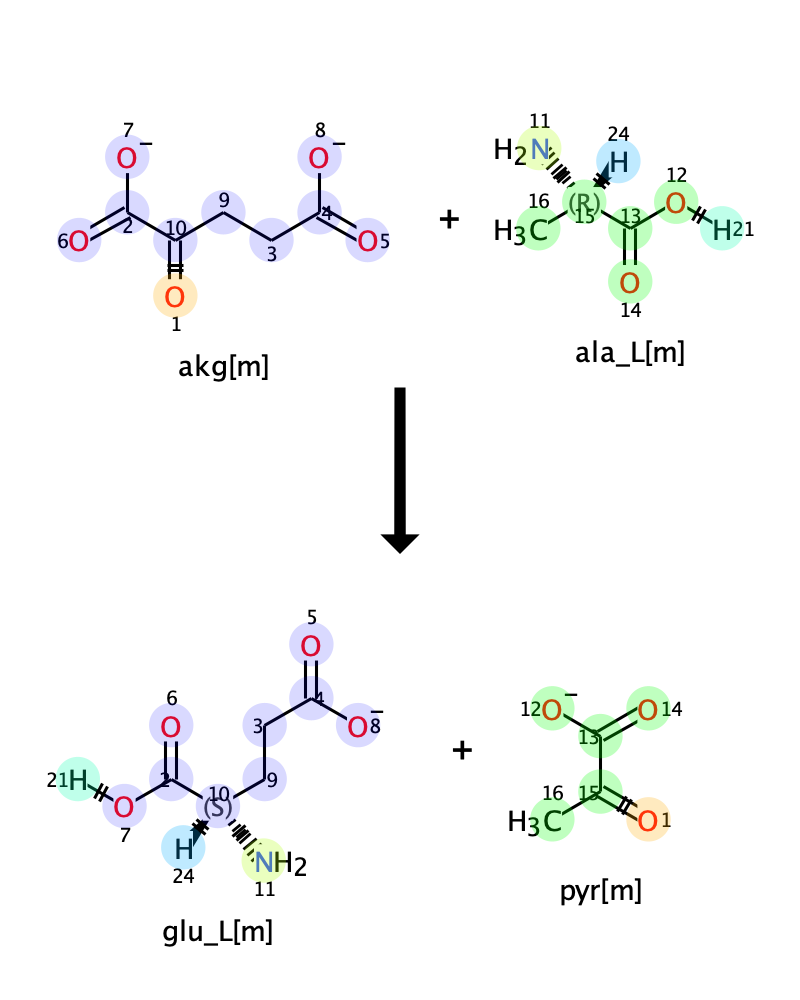 7 8 11 24
O− O− H2N H 12
16 (R) 13 O H21
6O 2 10 9 3 4 O5 + H3C 15
O O
1 14
akg[m] ala_L[m]
5
O
6 4
O 3 O−8
21H 2 10 9 + 12O− O14
O (S) 13
7 16 15
H NH2 H3C O1
24 11
glu_L[m] pyr[m]